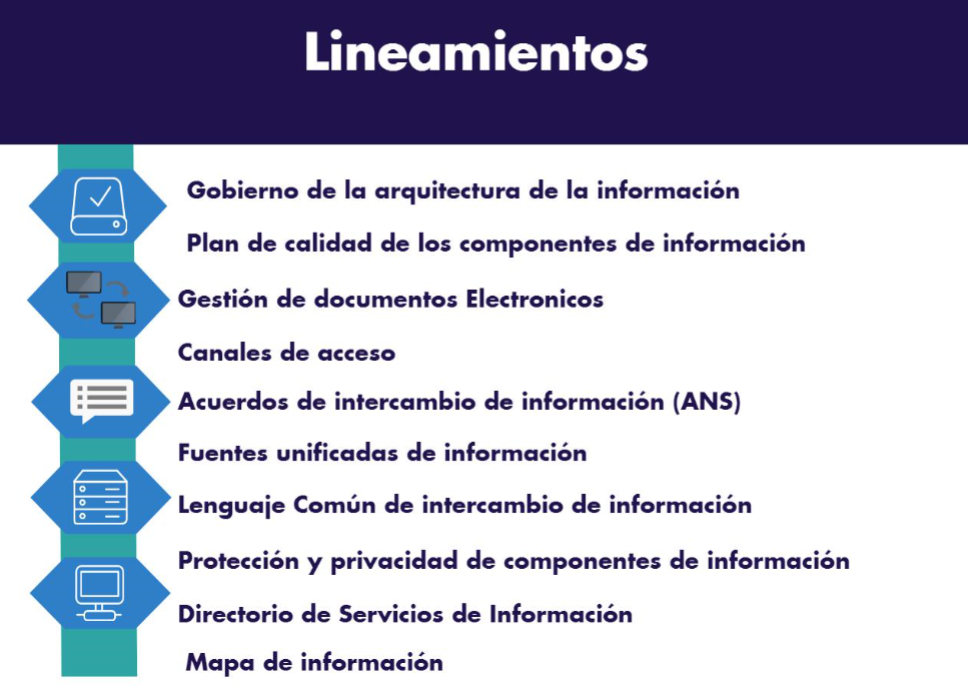 Lineamientos
Gobierno de la arquitectura de la información
Plan de calidad de los componentes de información
Gestión de documentos Electronicos
Canales de acceso
Acuerdos de intercambio de información (ANS)
Fuentes unificadas de información
Lenguaje Común de intercambio de información
Protección y privacidad de componentes de información
Directorio de Servicios de Información
Mapa de información